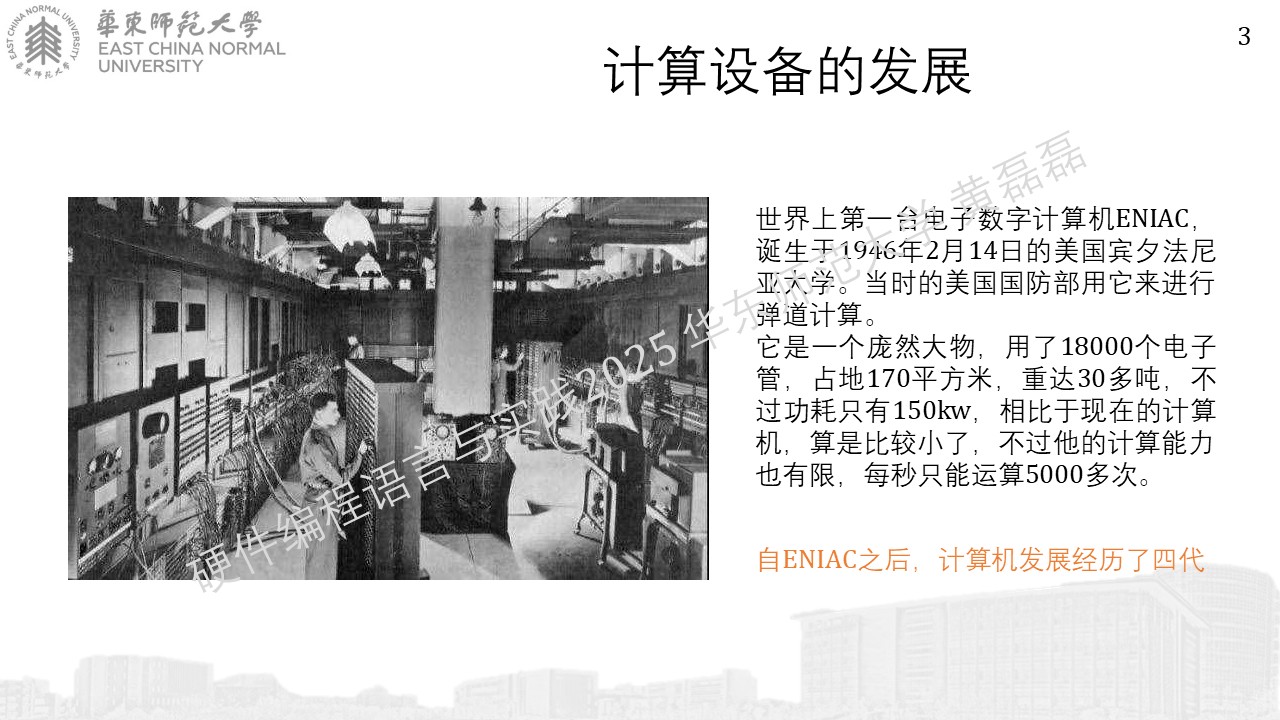 EAST CHINA NORMAL UNIVERSITY
華東師範大學
華東師範大學
EAST CHINA NORMAL
UNIVERSITY
3
计算设备的发展
世界上第一台电子数字计算机ENIAC，
诞生于1946年2月14日的美国宾夕法尼
亚大学。当时的美国国防部用它来进行
弹道计算。
它是一个庞然大物，用了18000个电子
管，占地170平方米，重达30多吨，不
过功耗只有150kw，相比于现在的计算
机，算是比较小了，不过他的计算能力
也有限，每秒只能运算5000多次。
自ENIAC之后，计算机发展经历了四代
硬件编程语言与实践2025 华东师范大学 黄磊磊